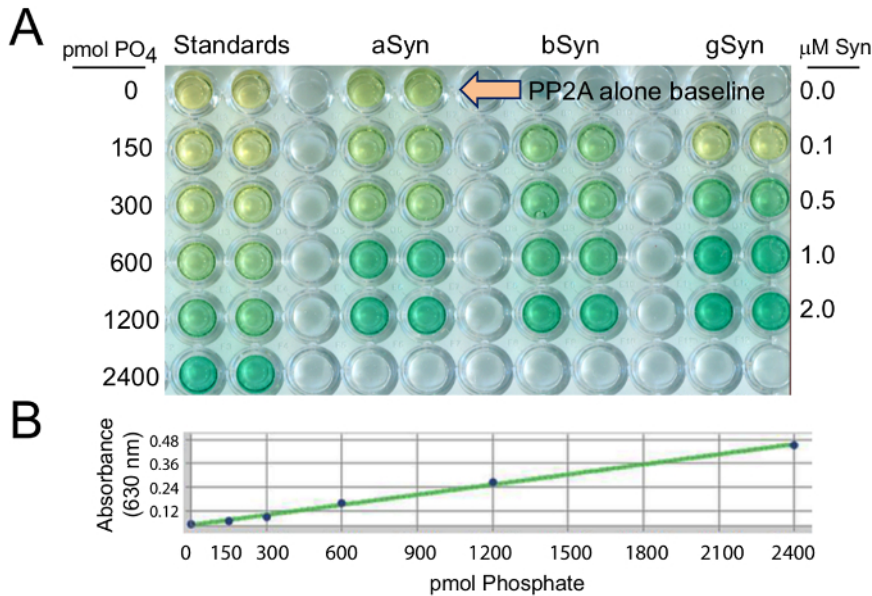 A
pmol PO4 Standards aSyn bSyn gSyn μM Syn
0 PP2A alone baseline 0.0
150 0.1
300 0.5
600 1.0
1200 2.0
2400
B
Absorbance
(630 nm)
0.48
0.36
0.24
0.12
0 150 300 600 900 1200 1500 1800 2100 2400
pmol Phosphate